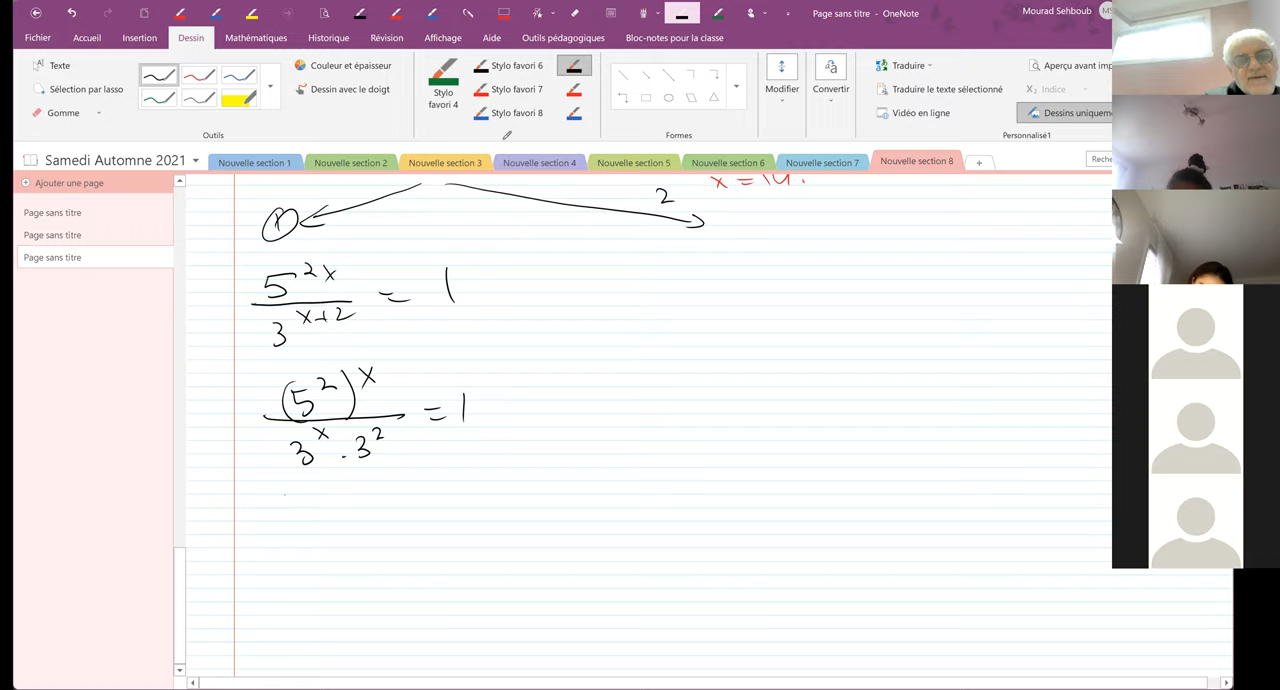 Page sans titre - OneNote
Mourad Sehboub
MS
Fichier
Accueil
Insertion
Dessin
Mathématiques
Historique
Révision
Affichage
Aide
Outils pédagogiques
Bloc-notes pour la classe
Texte
Sélection par lasso
Gomme
Outils
Couleur et épaisseur
Dessin avec le doigt
Stylo favori 4
Stylo favori 6
Stylo favori 7
Stylo favori 8
Formes
Modifier
Convertir
Traduire
Traduire le texte sélectionné
Vidéo en ligne
Aperçu avant imp
Indice
Dessins uniqueme
Personnalisé1
Samedi Automne 2021
Nouvelle section 1
Nouvelle section 2
Nouvelle section 3
Nouvelle section 4
Nouvelle section 5
Nouvelle section 6
Nouvelle section 7
Nouvelle section 8
Reche
Ajouter une page
Page sans titre
Page sans titre
Page sans titre
2
5^{2x} / 3^{x+2} = 1
(5^2)^x / 3^x . 3^2 = 1